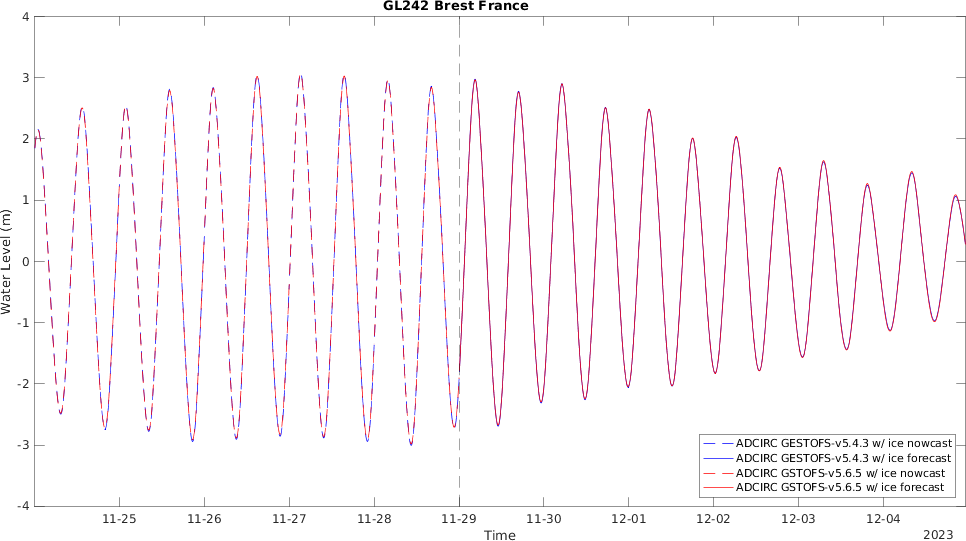 GL242 Brest France
4
3
2
1
0
-1
-2
-3
-4
Water Level (m)
ADCIRC GESTOFS-v5.4.3 w/ ice nowcast
ADCIRC GESTOFS-v5.4.3 w/ ice forecast
ADCIRC GSTOFS-v5.6.5 w/ ice nowcast
ADCIRC GSTOFS-v5.6.5 w/ ice forecast
11-25 11-26 11-27 11-28 11-29 11-30 12-01 12-02 12-03 12-04
Time
2023